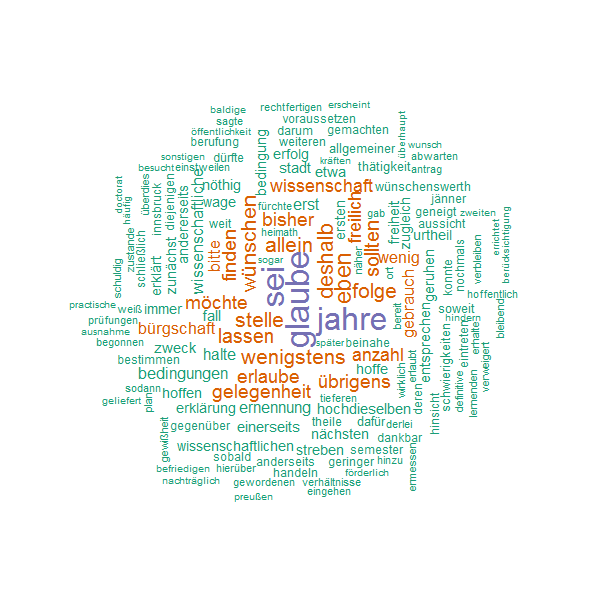 baldige
rechtfertigen
erscheint
sagte
voraussetzen
öffentlichkeit
darum
gemachten
überhaupt
berufung
weiteren
allgemeiner
wunsch
bedingung
sonstigen
dürfte
erfolg
abwarten
besucht
einstweilen
stadt
etwa
kräften
thätigkeit
antrag
doctorat
häufig
überdies
innsbruck
diejenigen
andererseits
wissenschaftliche
nöthig
wissenschaft
wünschenswerth
wage
fürchte
erst
jänner
wünschen
bisher
ersten
freilich
gab
freiheit
zugleich
geneigt
zweiten
weit
heimath
aussicht
errichtet
berücksichtigung
zustande
schließlich
erklärt
zunächst
bitte
finden
allein
deshalb
sollten
urtheil
verbleiben
nochmals
sogar
näher
eben
wenig
geruhen
konnte
schuldig
sei
glaube
ort
folge
gebrauch
hoffentlich
practische
weiß
immer
möchte
jahre
bereit
entsprechen
soweit
bleibend
prüfungen
fall
stelle
hindern
ausnahme
bürgschaft
lassen
später
beinahe
erlaubt
schwierigkeiten
eintreten
erhalten
begonnen
zweck
halte
wenigstens
anzahl
verweigert
bestimmen
bedingungen
erlaube
hoffe
wirklich
deren
definitive
lernenden
sodann
hoffen
gelegenheit
übrigens
hinsicht
geliefert
plan
tieferen
erklärung
ernennung
hochdieselben
gegenüber
einerseits
theile
dafür
derlei
gewißheit
nächsten
dankbar
wissenschaftlichen
streben
semester
sobald
anderseits
geringer
hinzu
befriedigen
hierüber
handeln
förderlich
ermessen
nachträglich
gewordenen
verhältnisse
preußen
eingehen